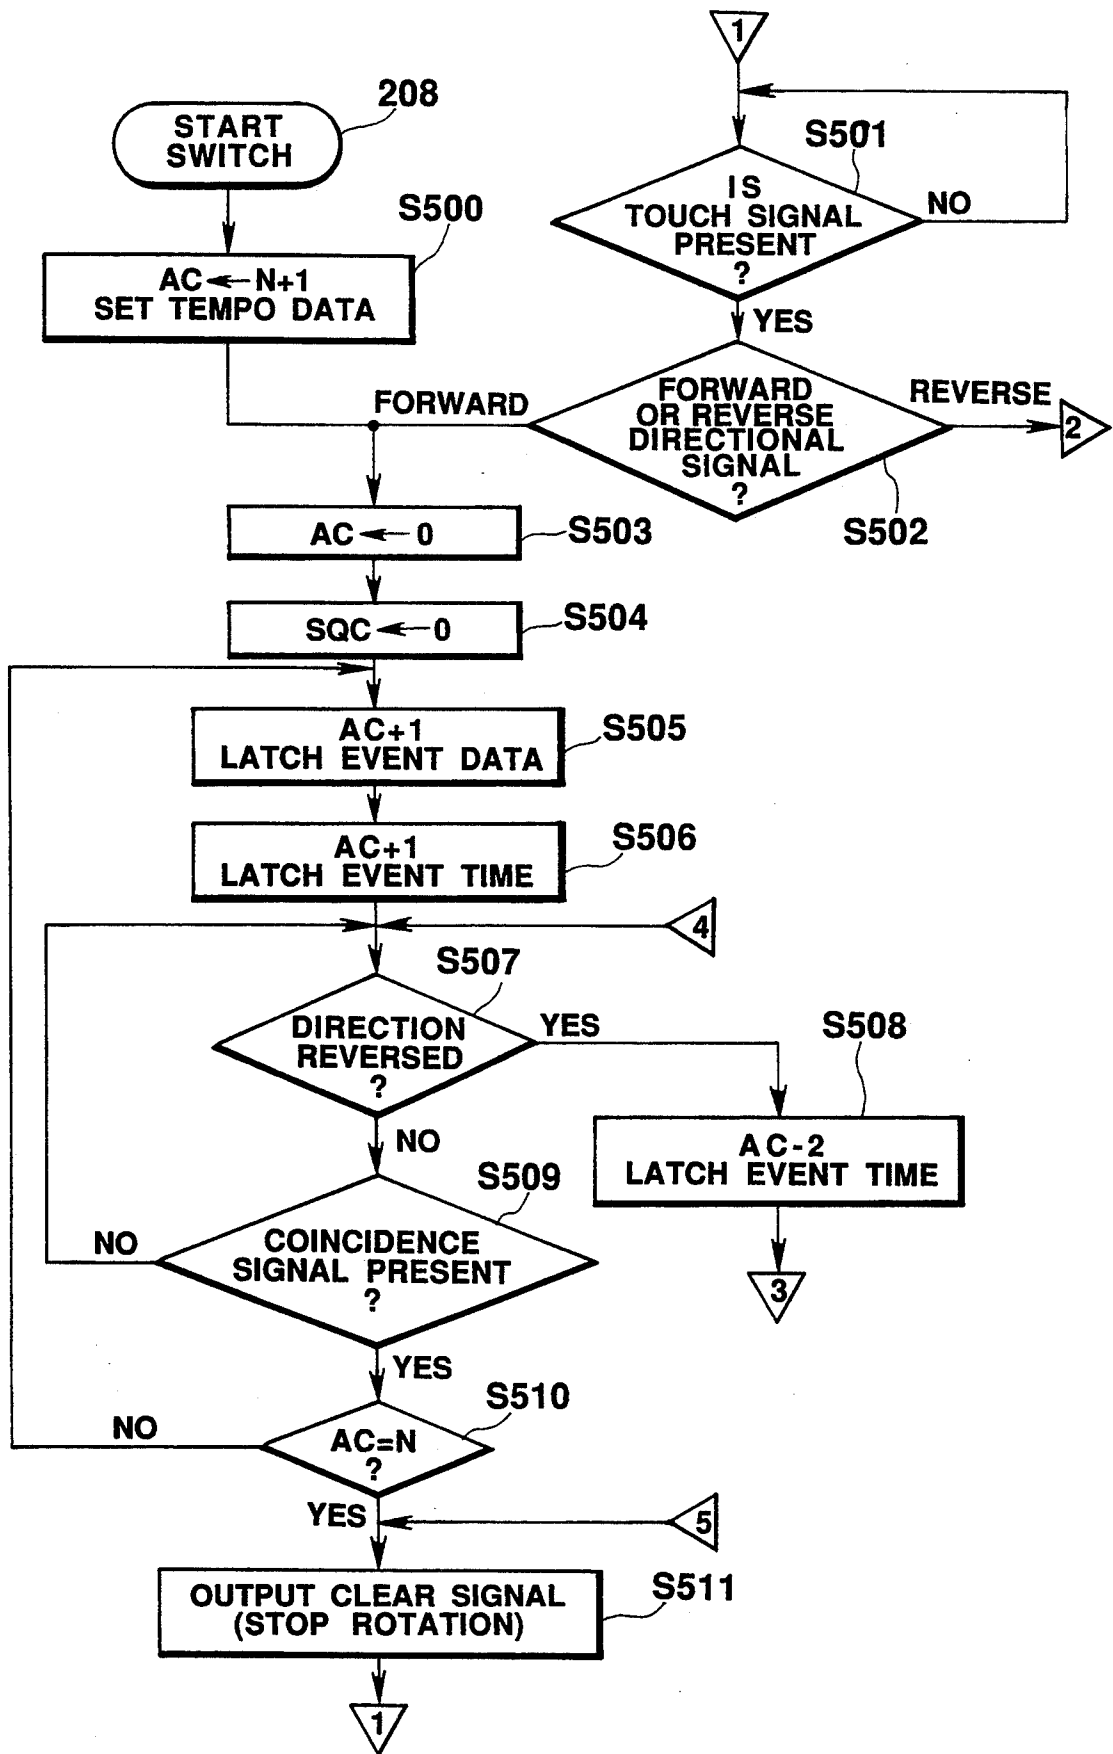 208
START
SWITCH
S500
AC←N+1
SET TEMPO DATA
1
S501
IS
TOUCH SIGNAL
PRESENT
?
NO
YES
FORWARD
FORWARD
OR REVERSE
DIRECTIONAL
SIGNAL
?
REVERSE
2
S502
AC←0
S503
SQC←0
S504
AC+1
LATCH EVENT DATA
S505
AC+1
LATCH EVENT TIME
S506
4
S507
DIRECTION
REVERSED
?
YES
S508
AC-2
LATCH EVENT TIME
3
NO
S509
COINCIDENCE
SIGNAL PRESENT
?
NO
YES
S510
AC=N
?
NO
YES
5
OUTPUT CLEAR SIGNAL
(STOP ROTATION)
S511
1